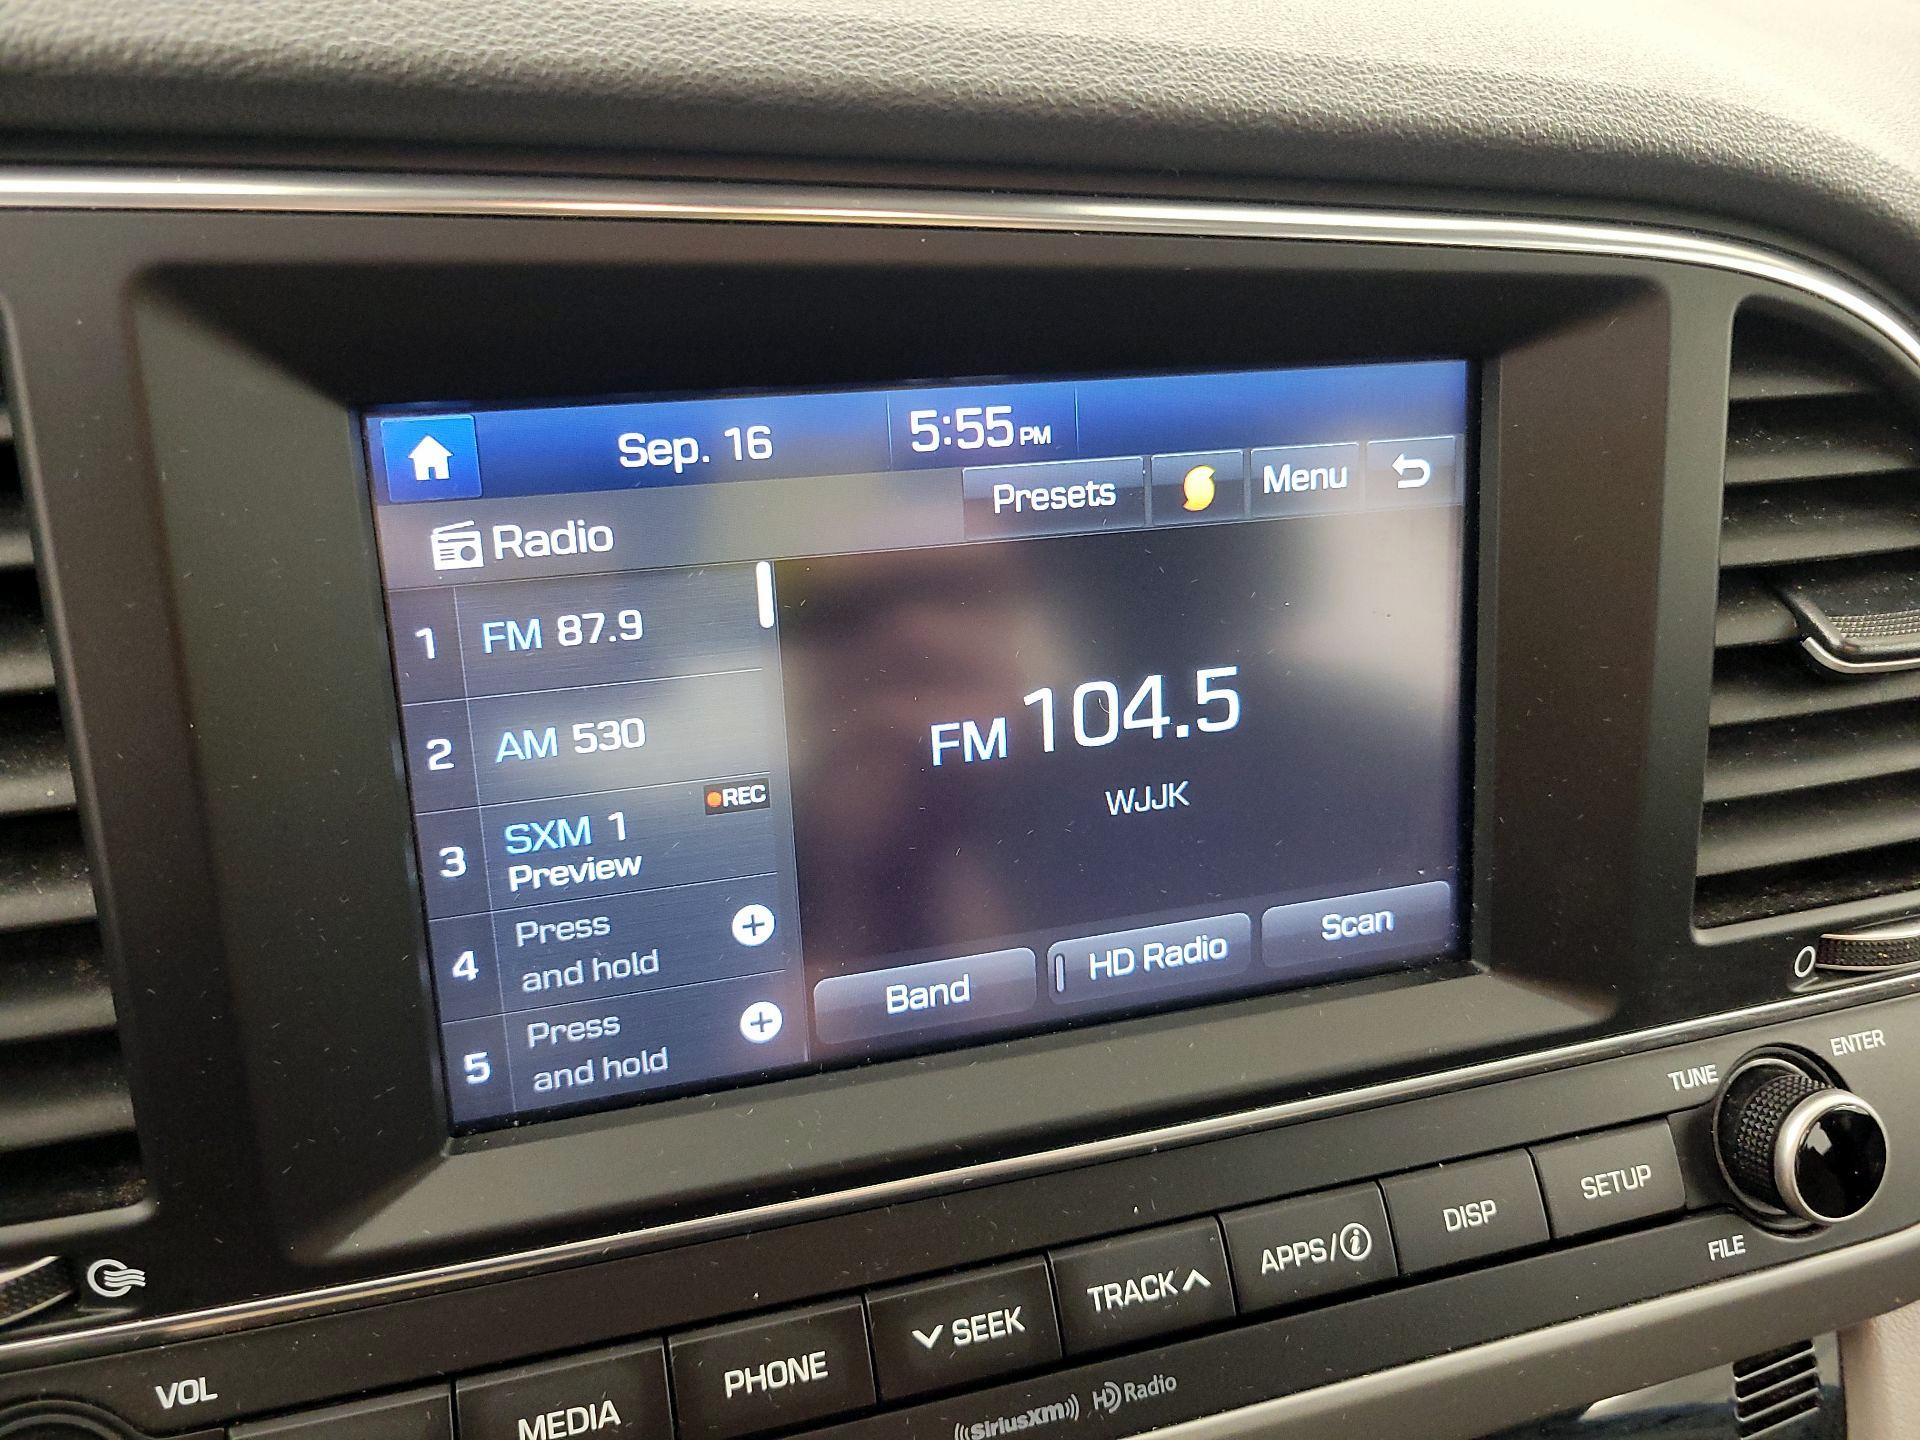 Sep. 16
5:55 PM
Presets
Menu
Radio
1 FM 87.9
2 AM 530
REC
3 SXM 1
Preview
4 Press
and hold
5 Press
and hold
FM 104.5
WJJK
Band
HD Radio
Scan
TUNE
ENTER
FILE
VOL
MEDIA
PHONE
SEEK
TRACK
APPS/i
DISP
SETUP
((SiriusXM))
HD Radio
O